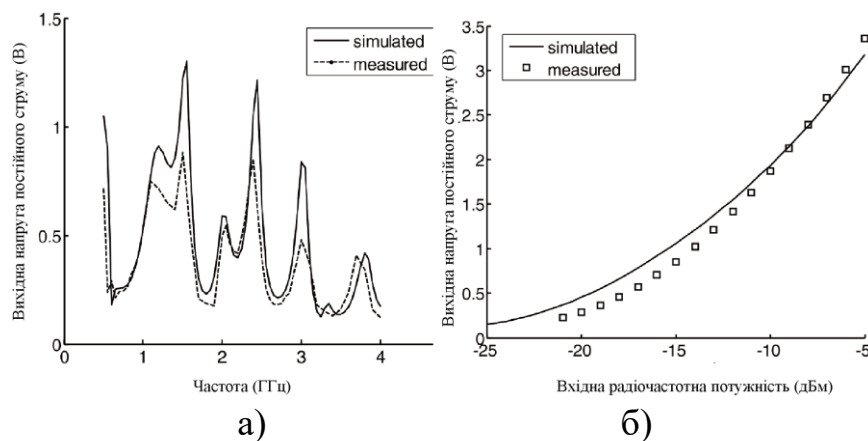 Вихідна напруга постійного струму (В)
1.5
1
0.5
0
simulated
measured
0
1
2
3
4
Частота (ГГц)
а)
Вихідна напруга постійного струму (В)
3.5
3
2.5
2
1.5
1
0.5
0
simulated
measured
-25
-20
-15
-10
-5
Вхідна радіочастотна потужність (дБм)
б)